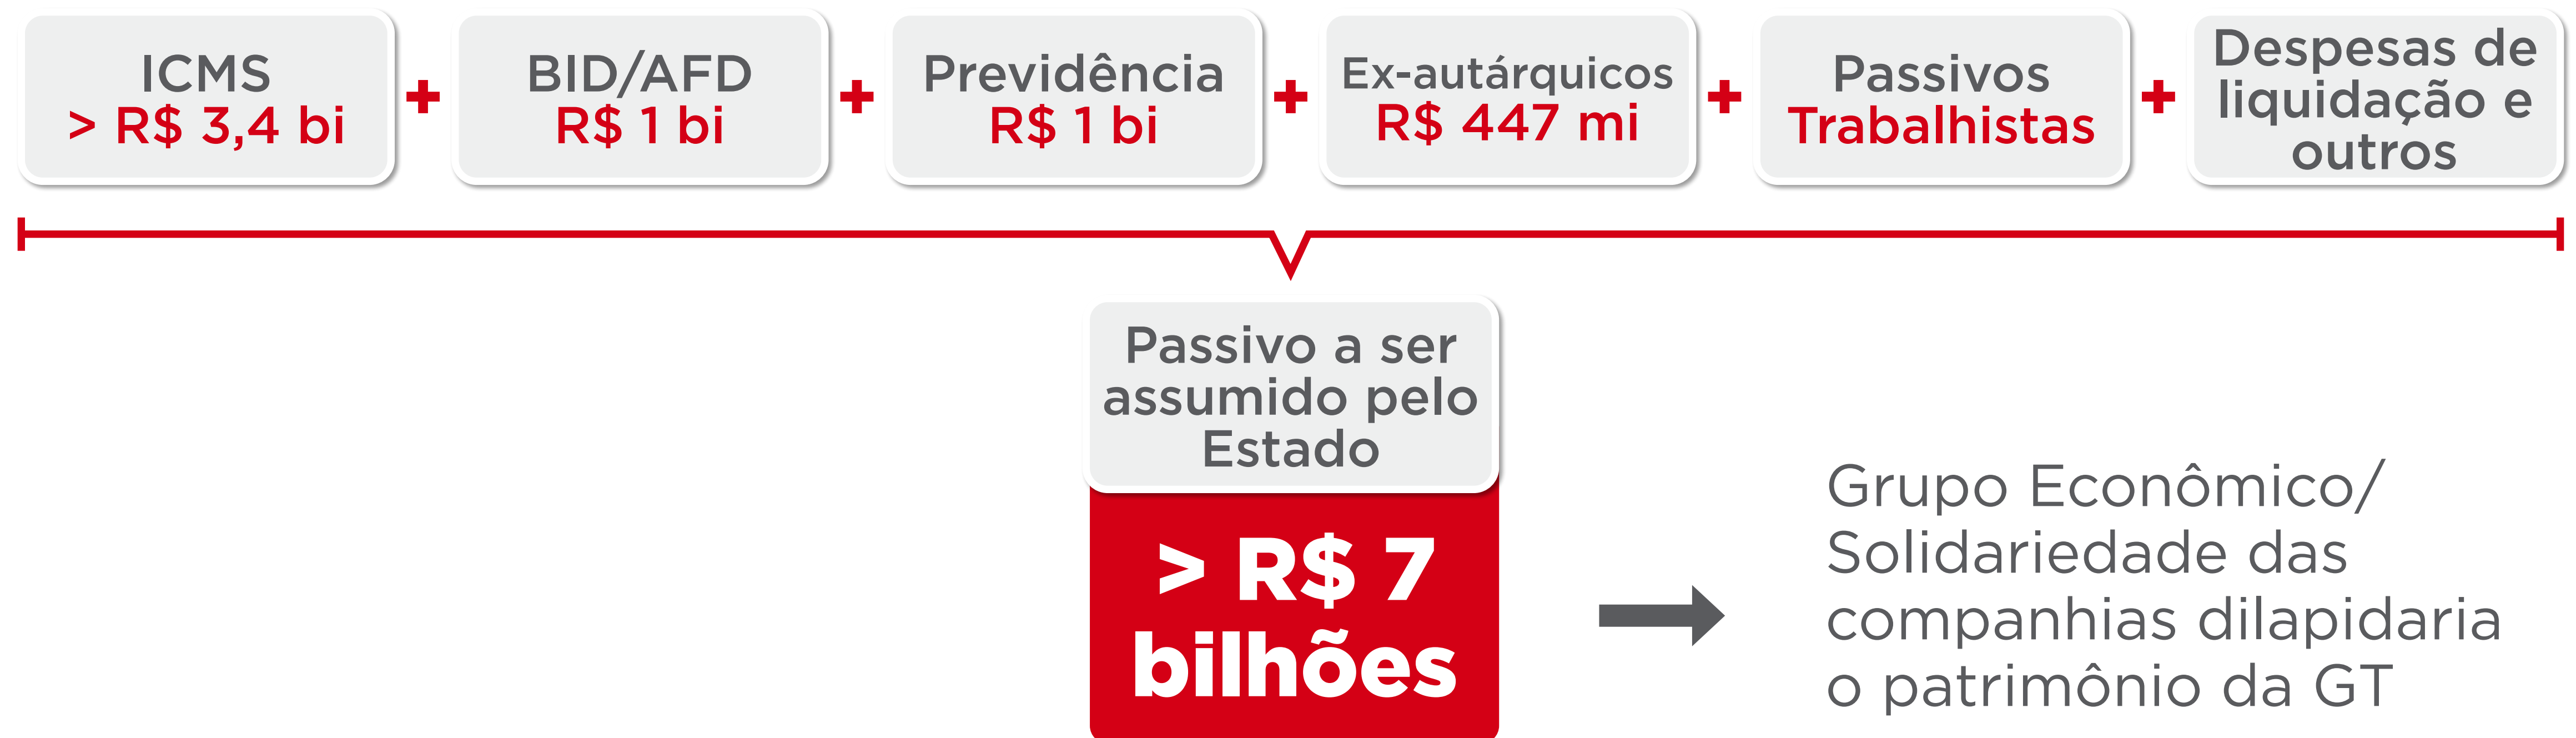 ICMS
> R$ 3,4 bi
+
BID/AFD
R$ 1 bi
+
Previdência
R$ 1 bi
+
Ex-autárquicos
R$ 447 mi
+
Passivos
Trabalhistas
+
Despesas de
liquidação e
outros
Passivo a ser
assumido pelo
Estado
> R$ 7
bilhões
Grupo Econômico/
Solidariedade das
companhias dilapidaria
o patrimônio da GT